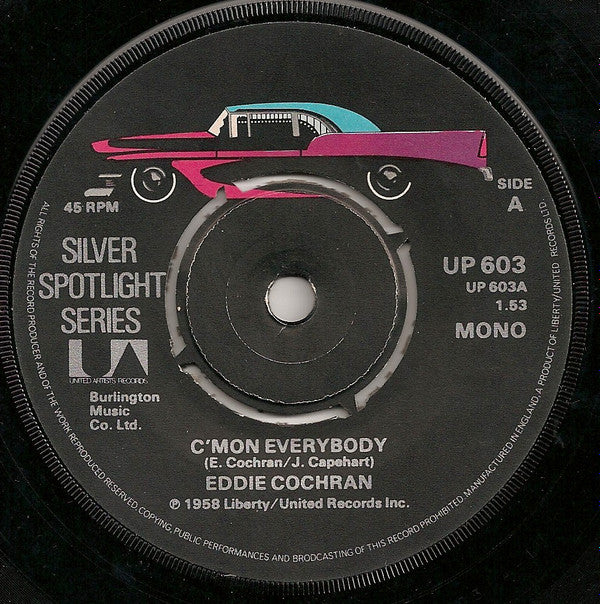 45 RPM
SIDE
A
SILVER
SPOTLIGHT
SERIES
UA
UNITED ARTISTS RECORDS
Burlington
Music
Co. Ltd.
UP 603
UP 603A
1.53
MONO
C'MON EVERYBODY
(E. Cochran/J. Capehart)
EDDIE COCHRAN
℗ 1958 Liberty/United Records Inc.
ALL RIGHTS OF THE RECORD PRODUCER AND OF THE WORK REPRODUCED RESERVED. COPYING, PUBLIC PERFORMANCES AND BRODCASTING OF THIS RECORD PROHIBITED. MANUFACTURED IN ENGLAND, A PRODUCT OF LIBERTY/UNITED RECORDS LTD.